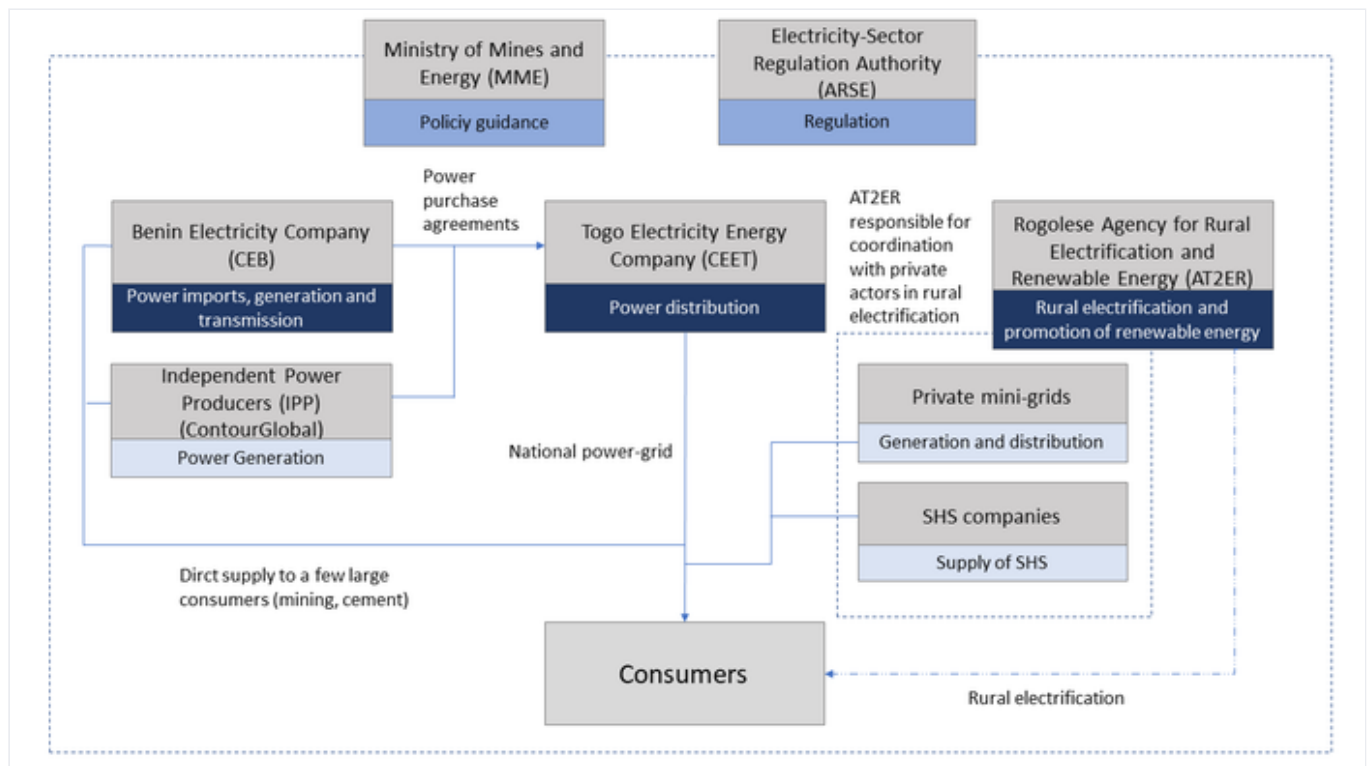 Ministry of Mines and
Energy (MME)
Policiy guidance
Electricity-Sector
Regulation Authority
(ARSE)
Regulation
Power
purchase
agreements
Benin Electricity Company
(CEB)
Power imports, generation and
transmission
Togo Electricity Energy
Company (CEET)
Power distribution
AT2ER
responsible for
coordination
with private
actors in rural
electrification
Rogolese Agency for Rural
Electrification and
Renewable Energy (AT2ER)
Rural electrification and
promotion of renewable energy
Independent Power
Producers (IPP)
(ContourGlobal)
Power Generation
National power-grid
Private mini-grids
Generation and distribution
SHS companies
Supply of SHS
Dirct supply to a few large
consumers (mining, cement)
Consumers
Rural electrification